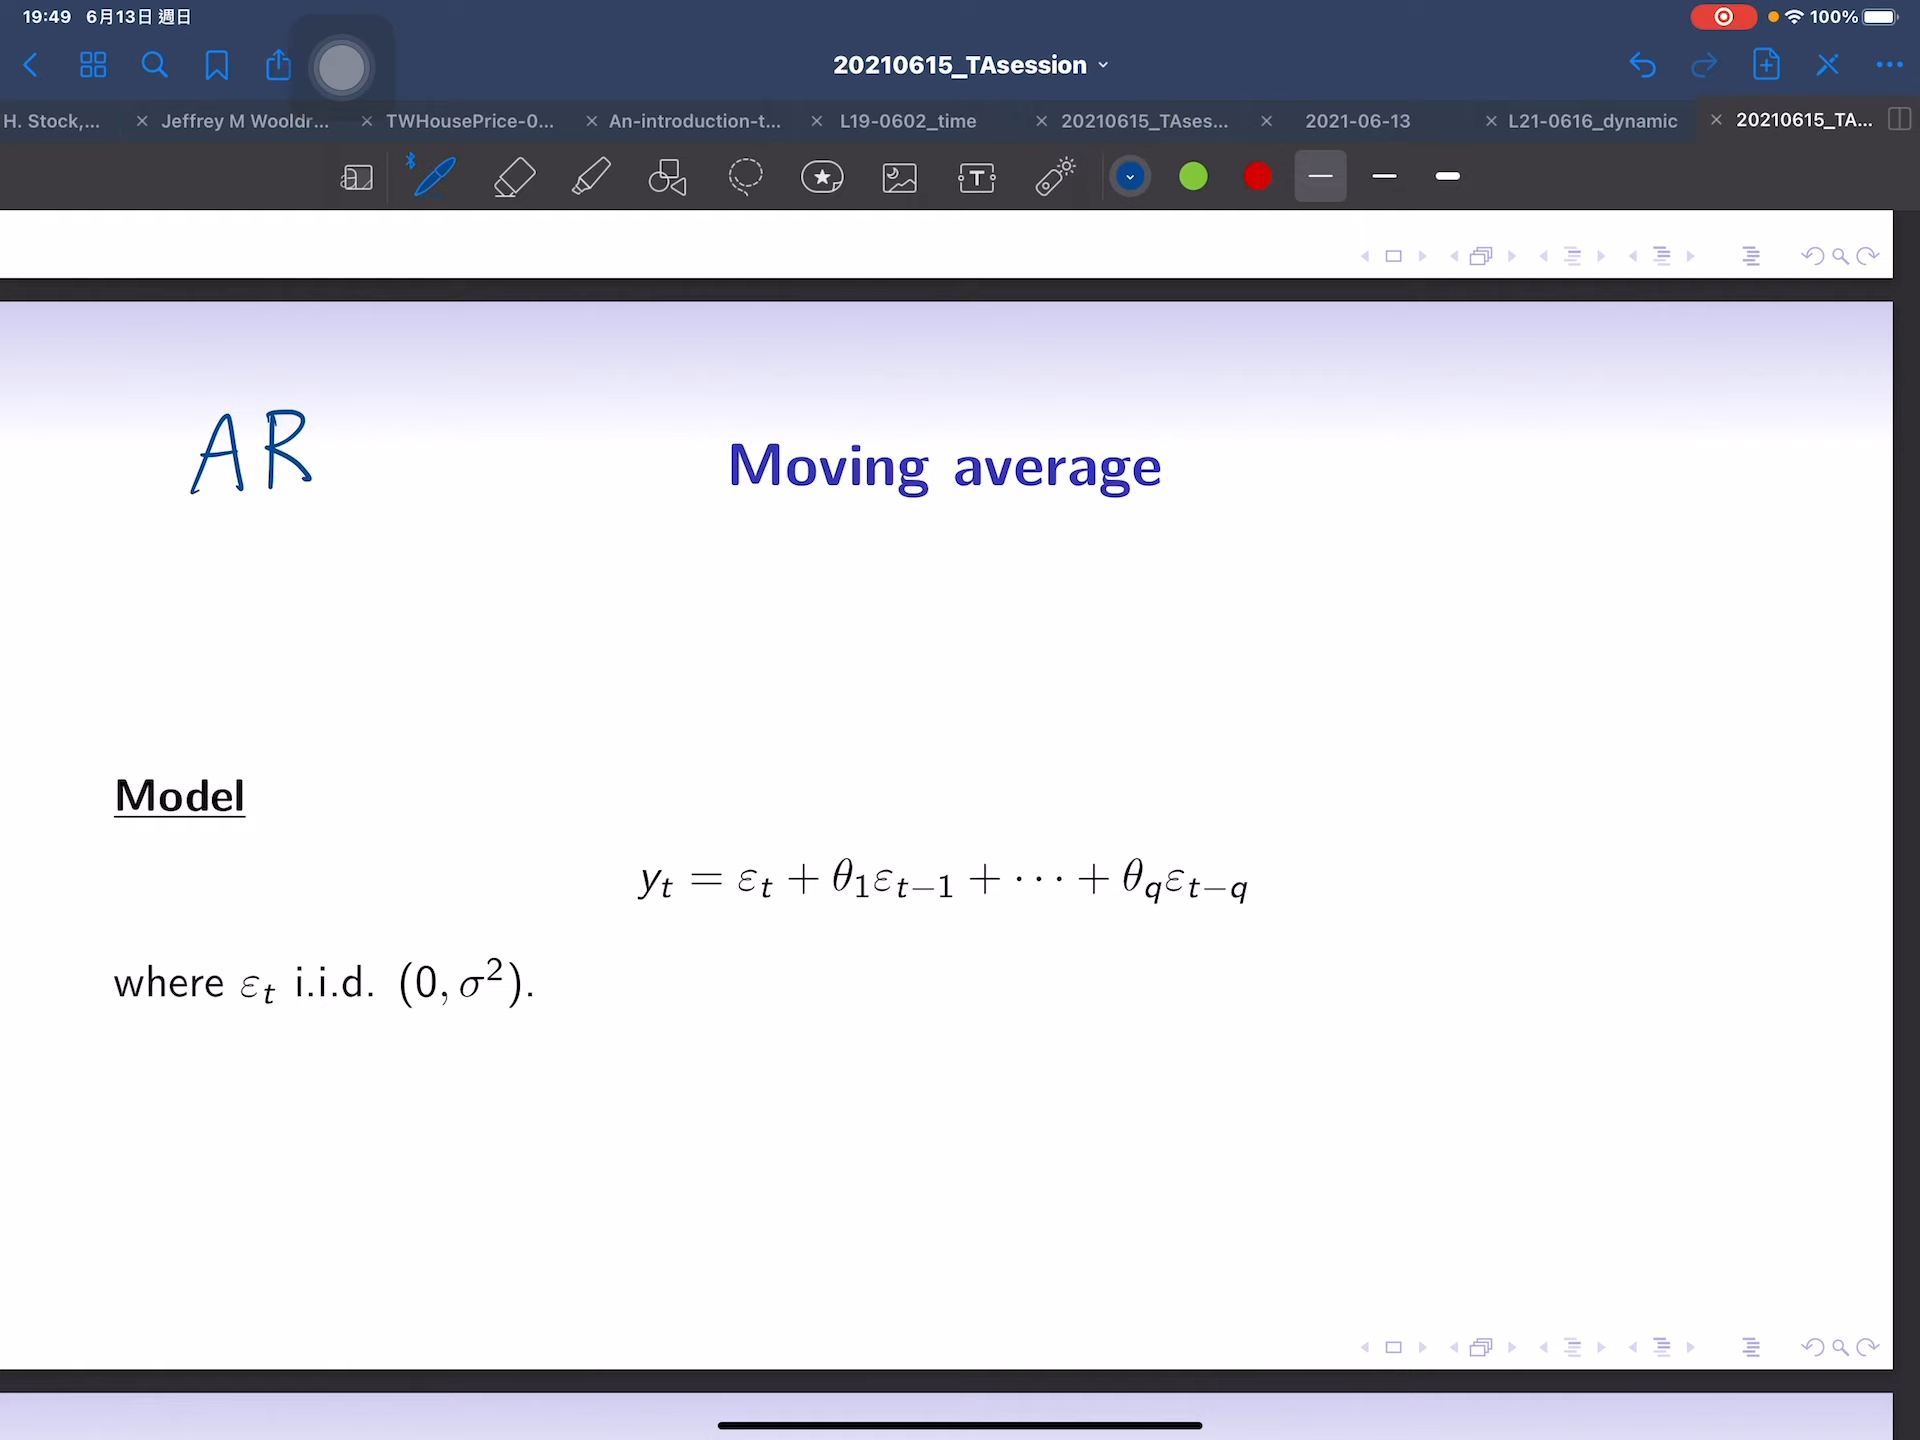 19:49 6月13日 週日
100%
20210615_TAsession
H. Stock,...
Jeffrey M Wooldr...
TWHousePrice-0...
An-introduction-t...
L19-0602_time
20210615_TAses...
2021-06-13
L21-0616_dynamic
20210615_TA...
AR
Moving average
Model
yₜ = εₜ + θ₁εₜ₋₁ + ⋯ + θ_qε_{t−q}
where εₜ i.i.d. (0, σ²).